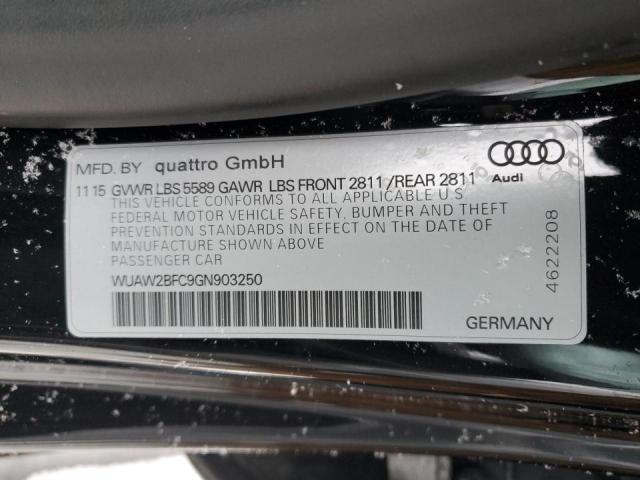 MFD. BY quattro GmbH
Audi
11 15 GVWR LBS 5589 GAWR LBS FRONT 2811 /REAR 2811
THIS VEHICLE CONFORMS TO ALL APPLICABLE U.S
FEDERAL MOTOR VEHICLE SAFETY, BUMPER AND THEFT
PREVENTION STANDARDS IN EFFECT ON THE DATE OF
MANUFACTURE SHOWN ABOVE
PASSENGER CAR
WUAW2BFC9GN903250
GERMANY
4622208